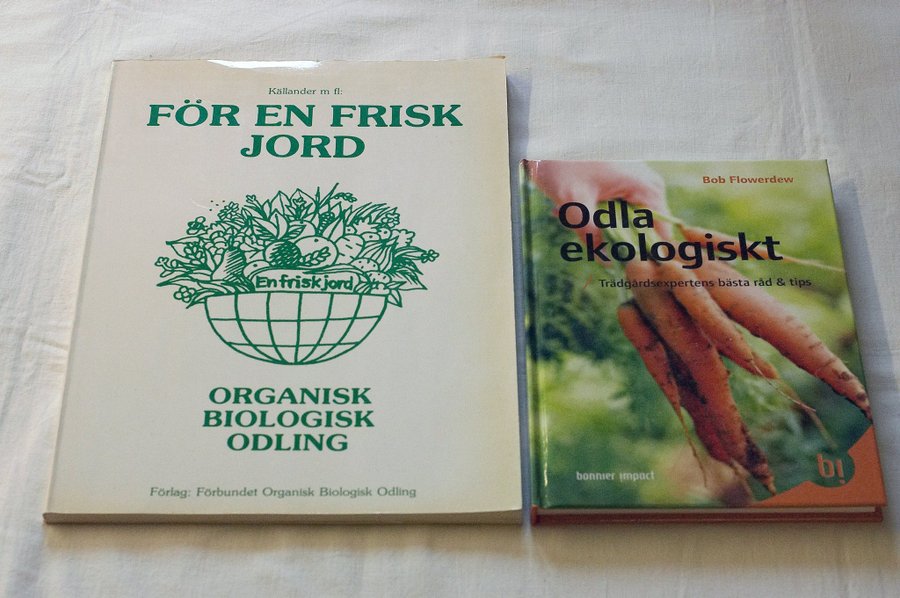 Källander m fl:
FÖR EN FRISK
JORD
En frisk jord
ORGANISK
BIOLOGISK
ODLING
Förlag: Förbundet Organisk Biologisk Odling
Bob Flowerdew
Odla
ekologiskt
Trädgårdsexpertens bästa råd & tips
bonnier impact
bi